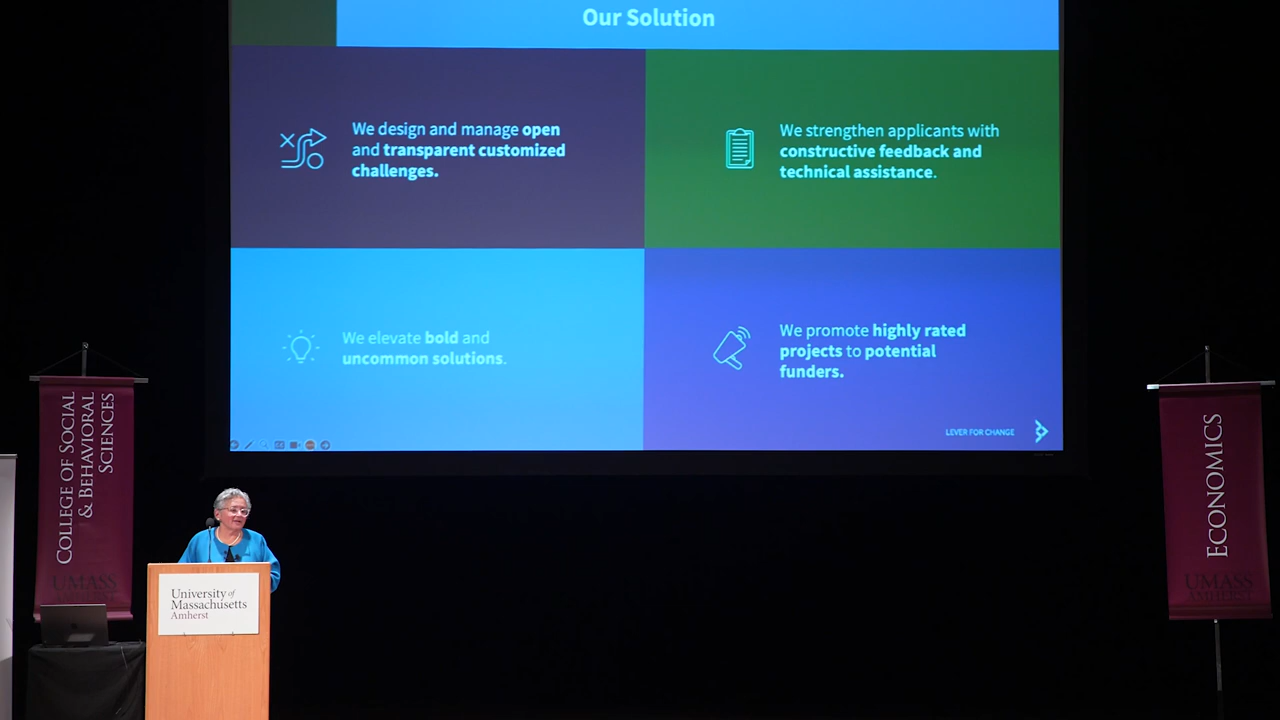 Our Solution
We design and manage open
and transparent customized
challenges.
We strengthen applicants with
constructive feedback and
technical assistance.
We elevate bold and
uncommon solutions.
We promote highly rated
projects to potential
funders.
LEVER FOR CHANGE
COLLEGE OF SOCIAL
& BEHAVIORAL
SCIENCES
UMASS
AMHERST
University of
Massachusetts
Amherst
ECONOMICS
UMASS
AMHERST